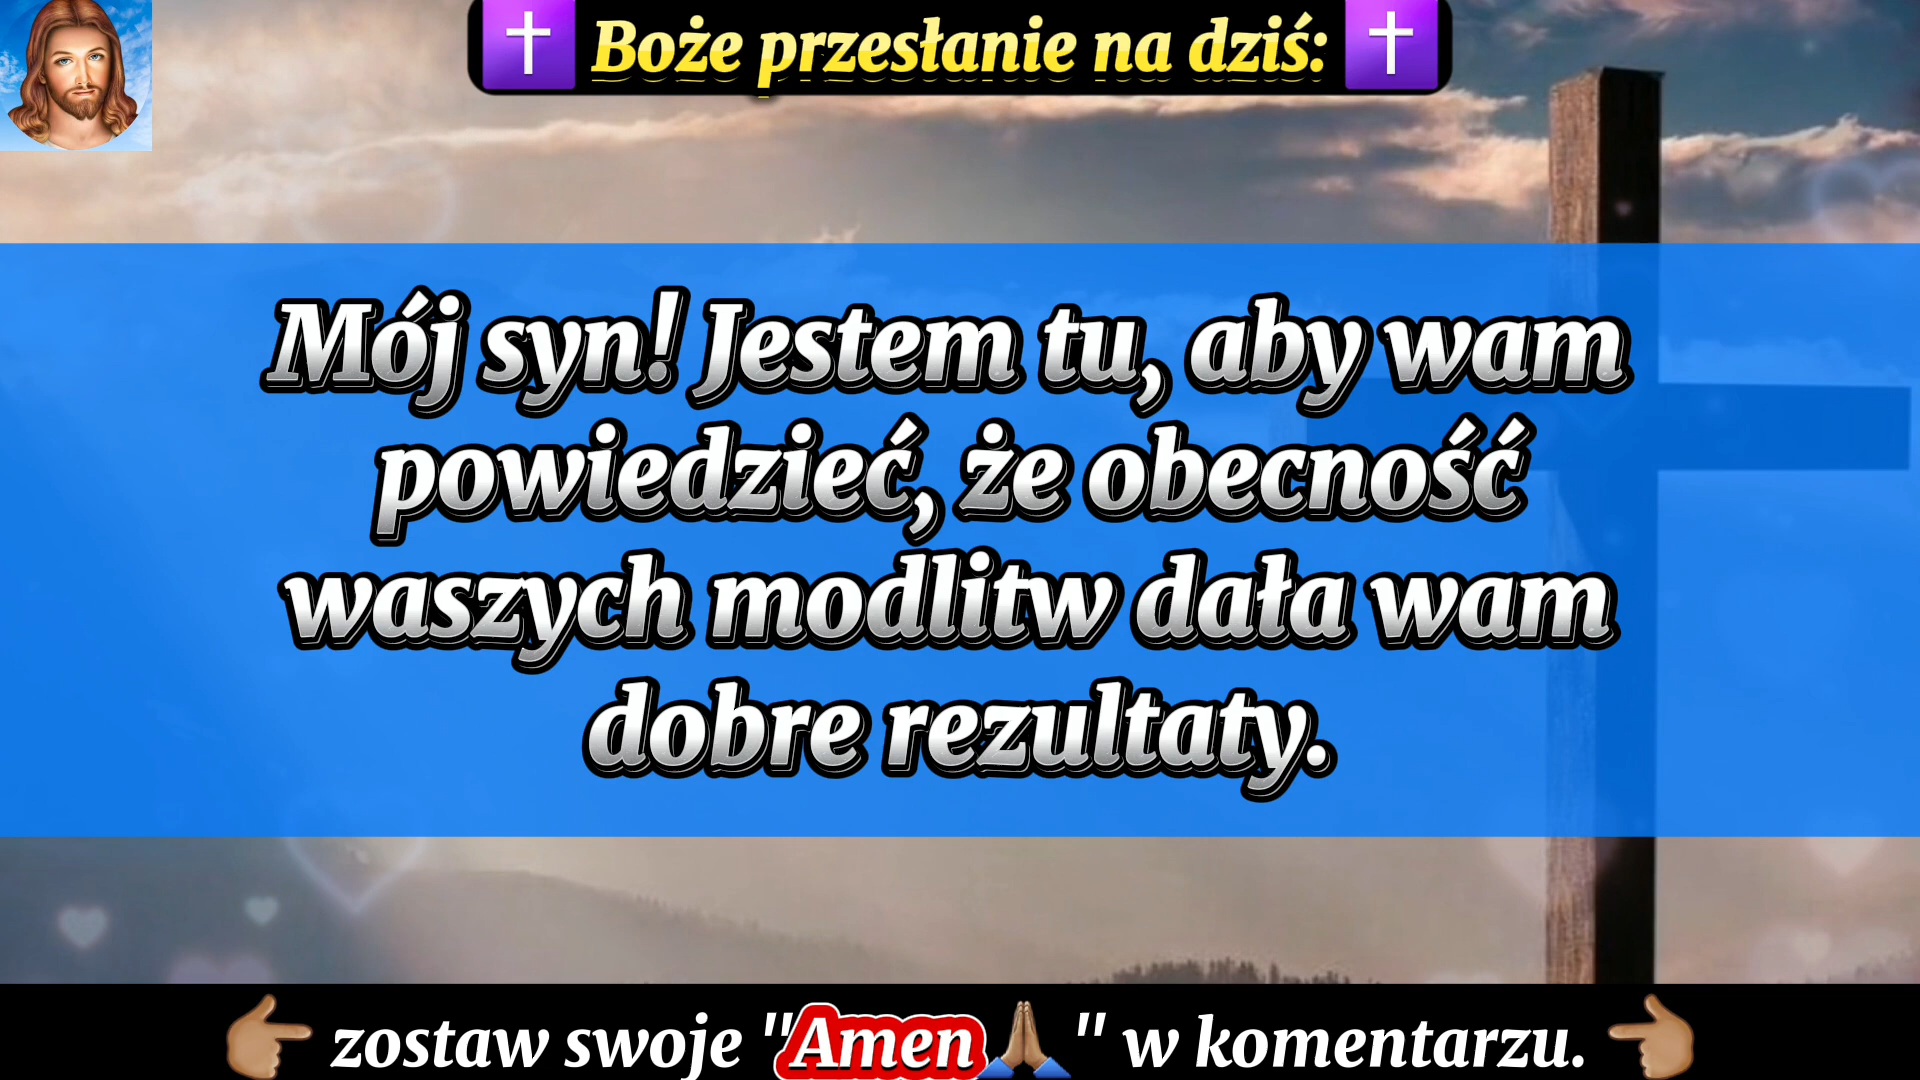 Boże przesłanie na dziś:
Mój syn! Jestem tu, aby wam
powiedzieć, że obecność
waszych modlitw dała wam
dobre rezultaty.
zostaw swoje "Amen🙏🏽" w komentarzu.